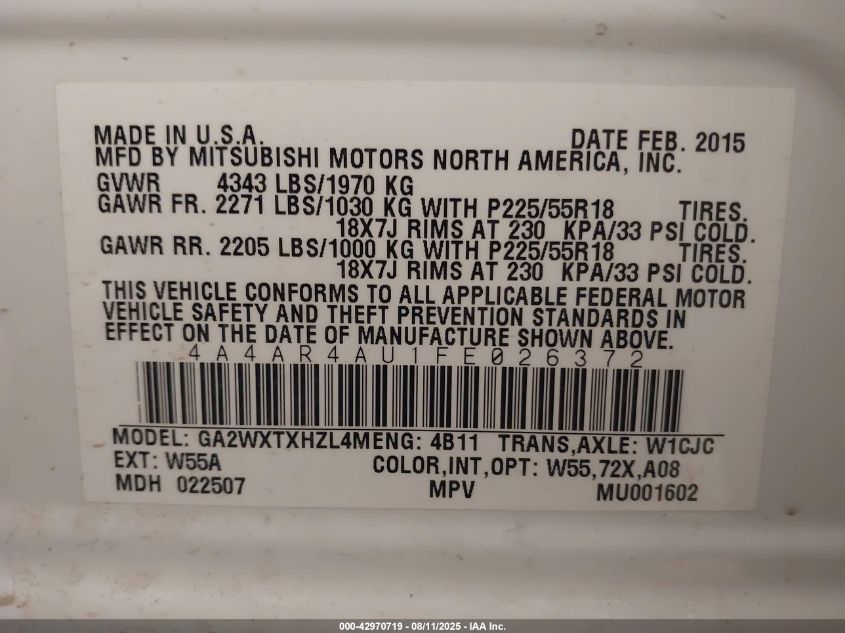 MADE IN U.S.A. DATE FEB. 2015
MFD BY MITSUBISHI MOTORS NORTH AMERICA, INC.
GVWR 4343 LBS/1970 KG
GAWR FR. 2271 LBS/1030 KG WITH P225/55R18 TIRES.
18X7J RIMS AT 230 KPA/33 PSI COLD.
GAWR RR. 2205 LBS/1000 KG WITH P225/55R18 TIRES.
18X7J RIMS AT 230 KPA/33 PSI COLD.
THIS VEHICLE CONFORMS TO ALL APPLICABLE FEDERAL MOTOR
VEHICLE SAFETY AND THEFT PREVENTION STANDARDS IN
EFFECT ON THE DATE OF MANUFACTURE SHOWN ABOVE.
4A4AR4AU1FE026372
MODEL: GA2WXTXHZL4MENG: 4B11 TRANS,AXLE: W1CJC
EXT: W55A COLOR,INT,OPT: W55,72X,A08
MDH 022507 MPV MU001602
000-42970719 - 08/11/2025 - IAA Inc.